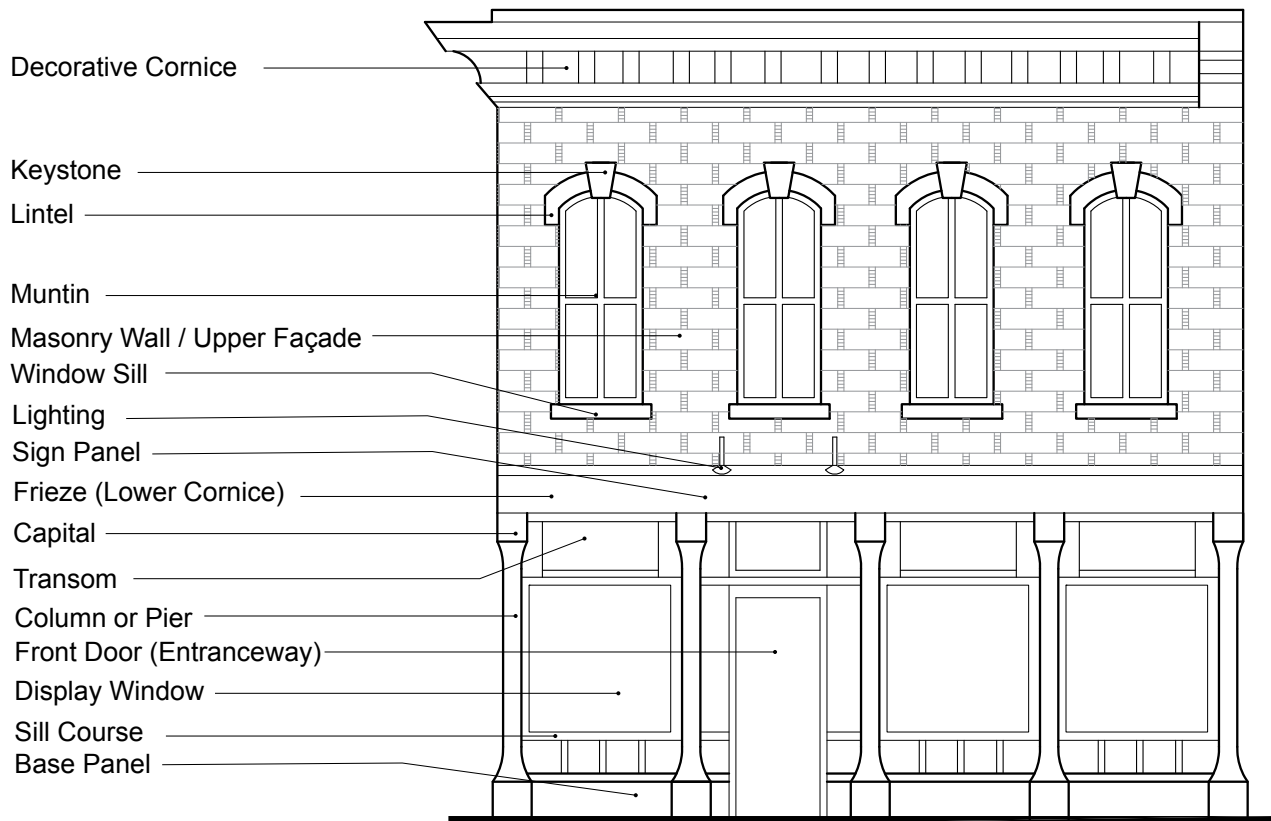 Decorative Cornice
Keystone
Lintel
Muntin
Masonry Wall / Upper Façade
Window Sill
Lighting
Sign Panel
Frieze (Lower Cornice)
Capital
Transom
Column or Pier
Front Door (Entranceway)
Display Window
Sill Course
Base Panel